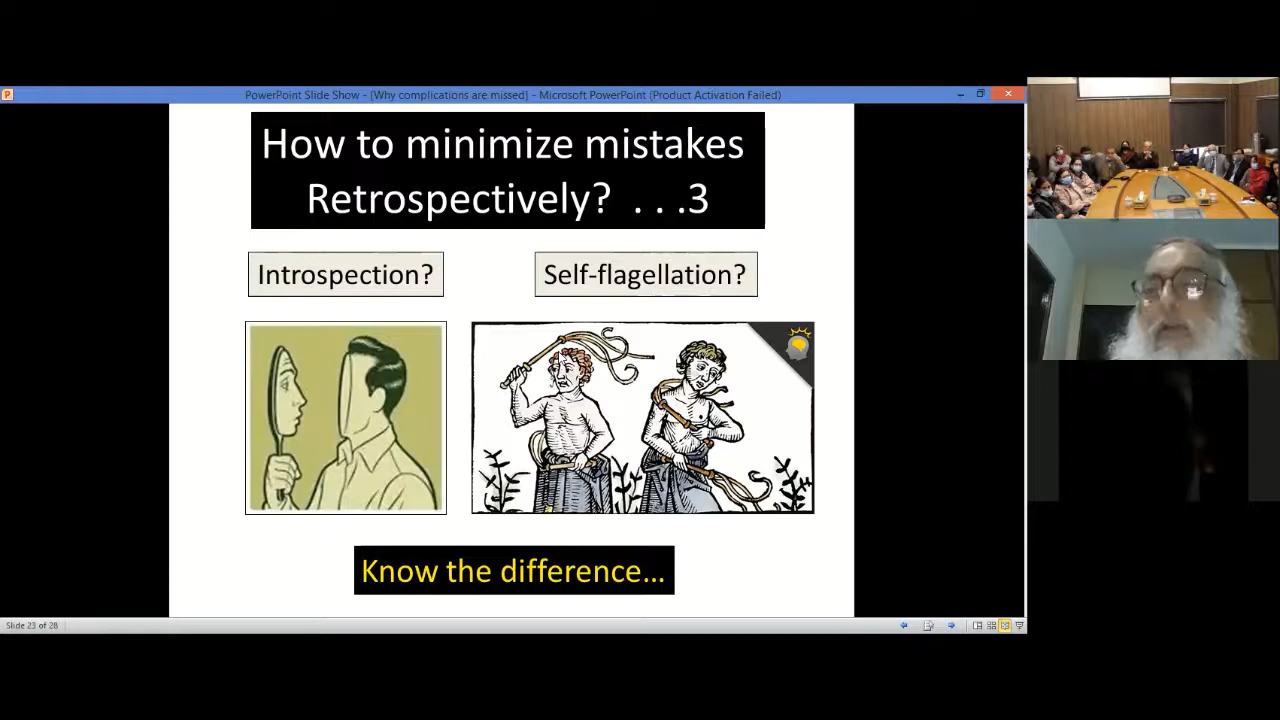 PowerPoint Slide Show - [Why complications are missed] - Microsoft PowerPoint (Product Activation Failed)
How to minimize mistakes
Retrospectively? . . .3
Introspection?
Self-flagellation?
Know the difference...
Slide 23 of 28